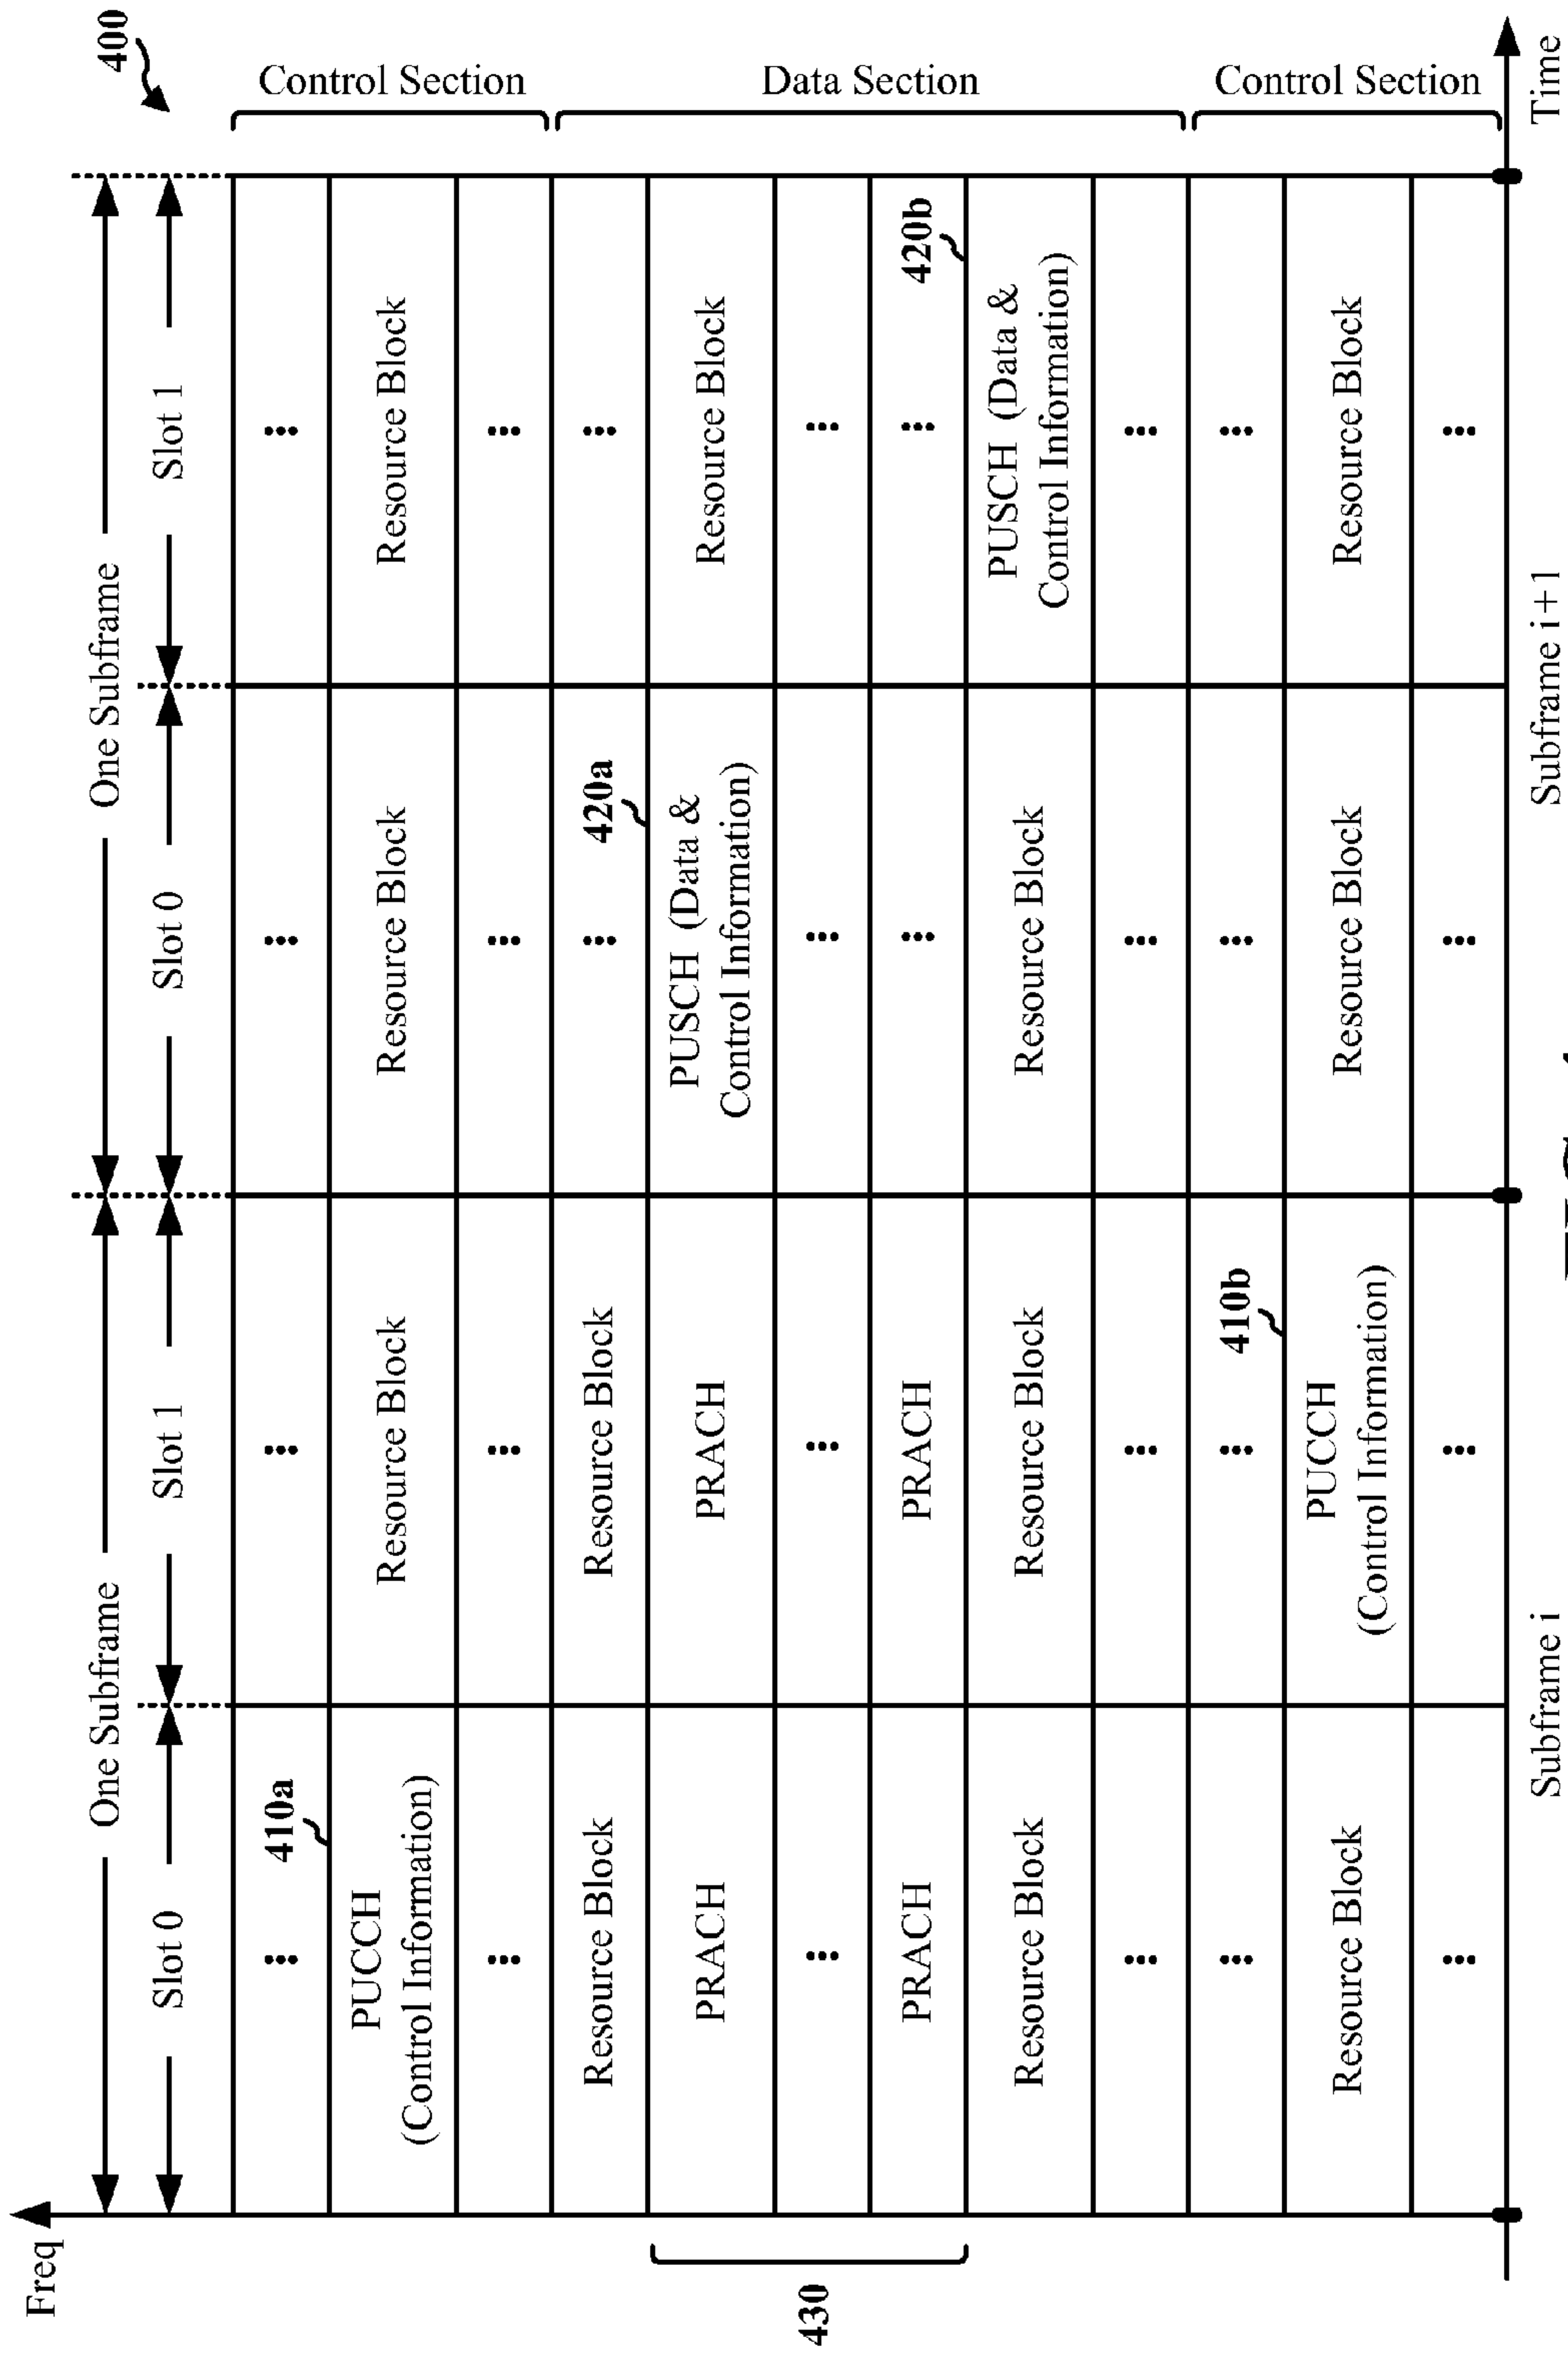 Freq
400
One Subframe
One Subframe
Slot 0
Slot 1
Slot 0
Slot 1
Control Section
410a
PUCCH
(Control Information)
Resource Block
Resource Block
Resource Block
Data Section
Resource Block
Resource Block
420a
430
PRACH
PRACH
PUSCH (Data &
Control Information)
Resource Block
PRACH
PRACH
420b
Resource Block
Resource Block
Resource Block
PUSCH (Data &
Control Information)
Control Section
410b
Resource Block
PUCCH
(Control Information)
Resource Block
Resource Block
Subframe i
Subframe i+1
Time